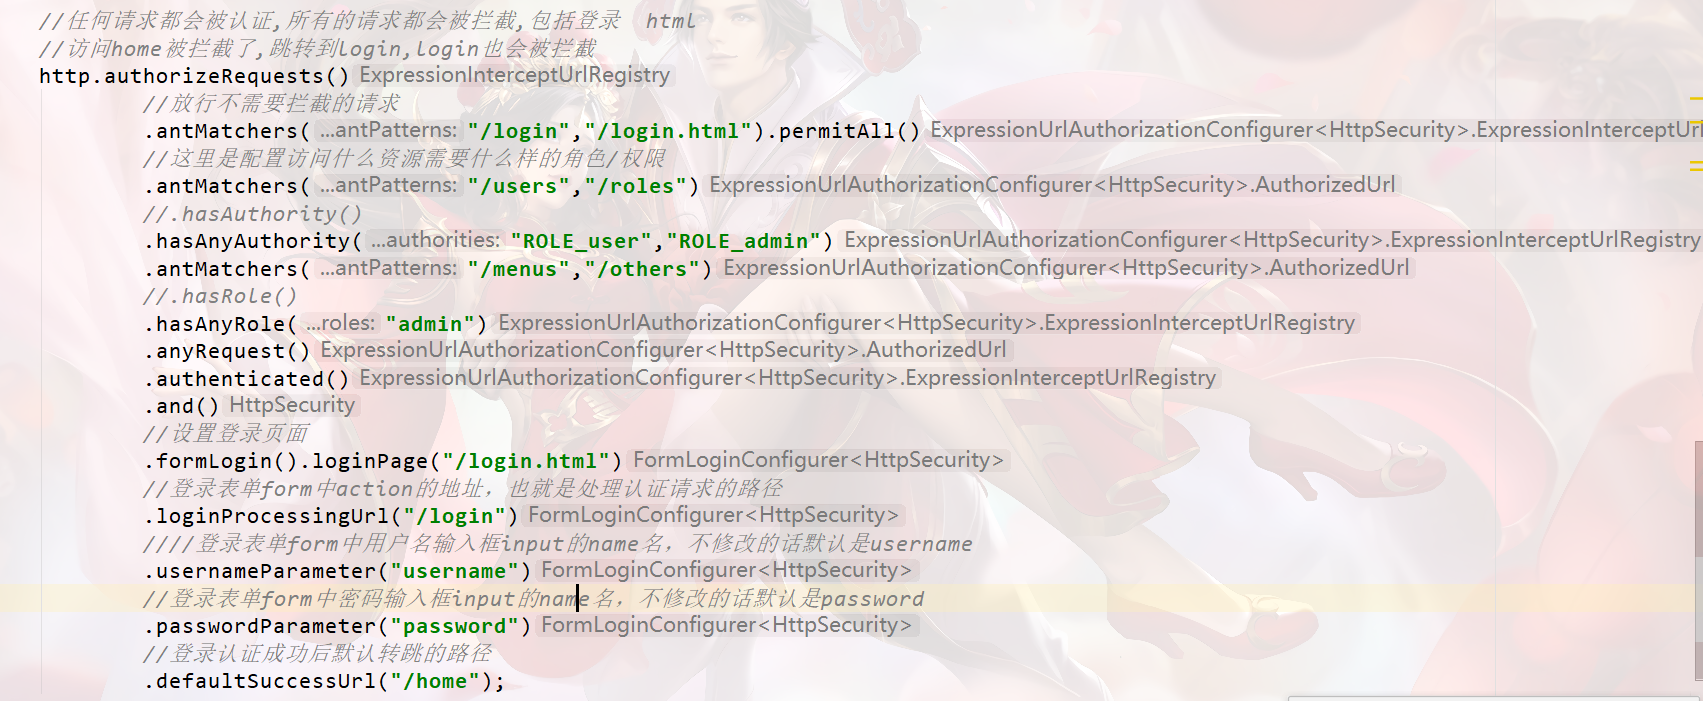 //任何请求都会被认证,所有的请求都会被拦截,包括登录  html
//访问home被拦截了,跳转到login,login也会被拦截
http.authorizeRequests() ExpressionInterceptUrlRegistry
//放行不需要拦截的请求
.antMatchers( ...antPatterns: "/login","/login.html").permitAll() ExpressionUrlAuthorizationConfigurer<HttpSecurity>.ExpressionInterceptUrl
//这里是配置访问什么资源需要什么样的角色/权限
.antMatchers( ...antPatterns: "/users","/roles") ExpressionUrlAuthorizationConfigurer<HttpSecurity>.AuthorizedUrl
//.hasAuthority()
.hasAnyAuthority( ...authorities: "ROLE_user","ROLE_admin") ExpressionUrlAuthorizationConfigurer<HttpSecurity>.ExpressionInterceptUrlRegistry
.antMatchers( ...antPatterns: "/menus","/others") ExpressionUrlAuthorizationConfigurer<HttpSecurity>.AuthorizedUrl
//.hasRole()
.hasAnyRole( ...roles: "admin") ExpressionUrlAuthorizationConfigurer<HttpSecurity>.ExpressionInterceptUrlRegistry
.anyRequest() ExpressionUrlAuthorizationConfigurer<HttpSecurity>.AuthorizedUrl
.authenticated() ExpressionUrlAuthorizationConfigurer<HttpSecurity>.ExpressionInterceptUrlRegistry
.and() HttpSecurity
//设置登录页面
.formLogin().loginPage("/login.html") FormLoginConfigurer<HttpSecurity>
//登录表单form中action的地址，也就是处理认证请求的路径
.loginProcessingUrl("/login") FormLoginConfigurer<HttpSecurity>
////登录表单form中用户名输入框input的name名，不修改的话默认是username
.usernameParameter("username") FormLoginConfigurer<HttpSecurity>
//登录表单form中密码输入框input的name名，不修改的话默认是password
.passwordParameter("password") FormLoginConfigurer<HttpSecurity>
//登录认证成功后默认转跳的路径
.defaultSuccessUrl("/home");